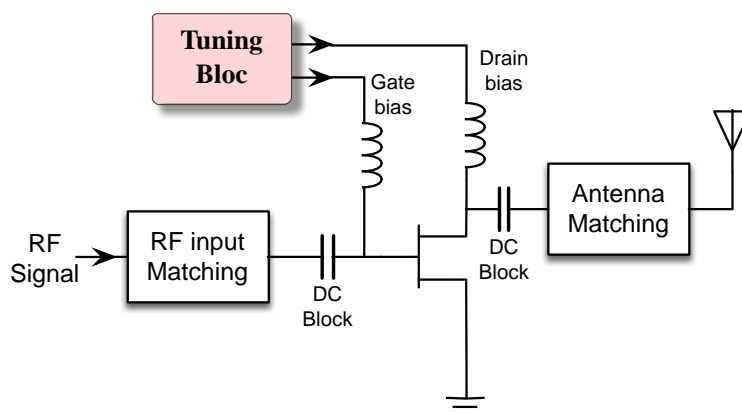 Tuning
Bloc
Gate
bias
Drain
bias
RF
Signal
RF input
Matching
DC
Block
DC
Block
Antenna
Matching